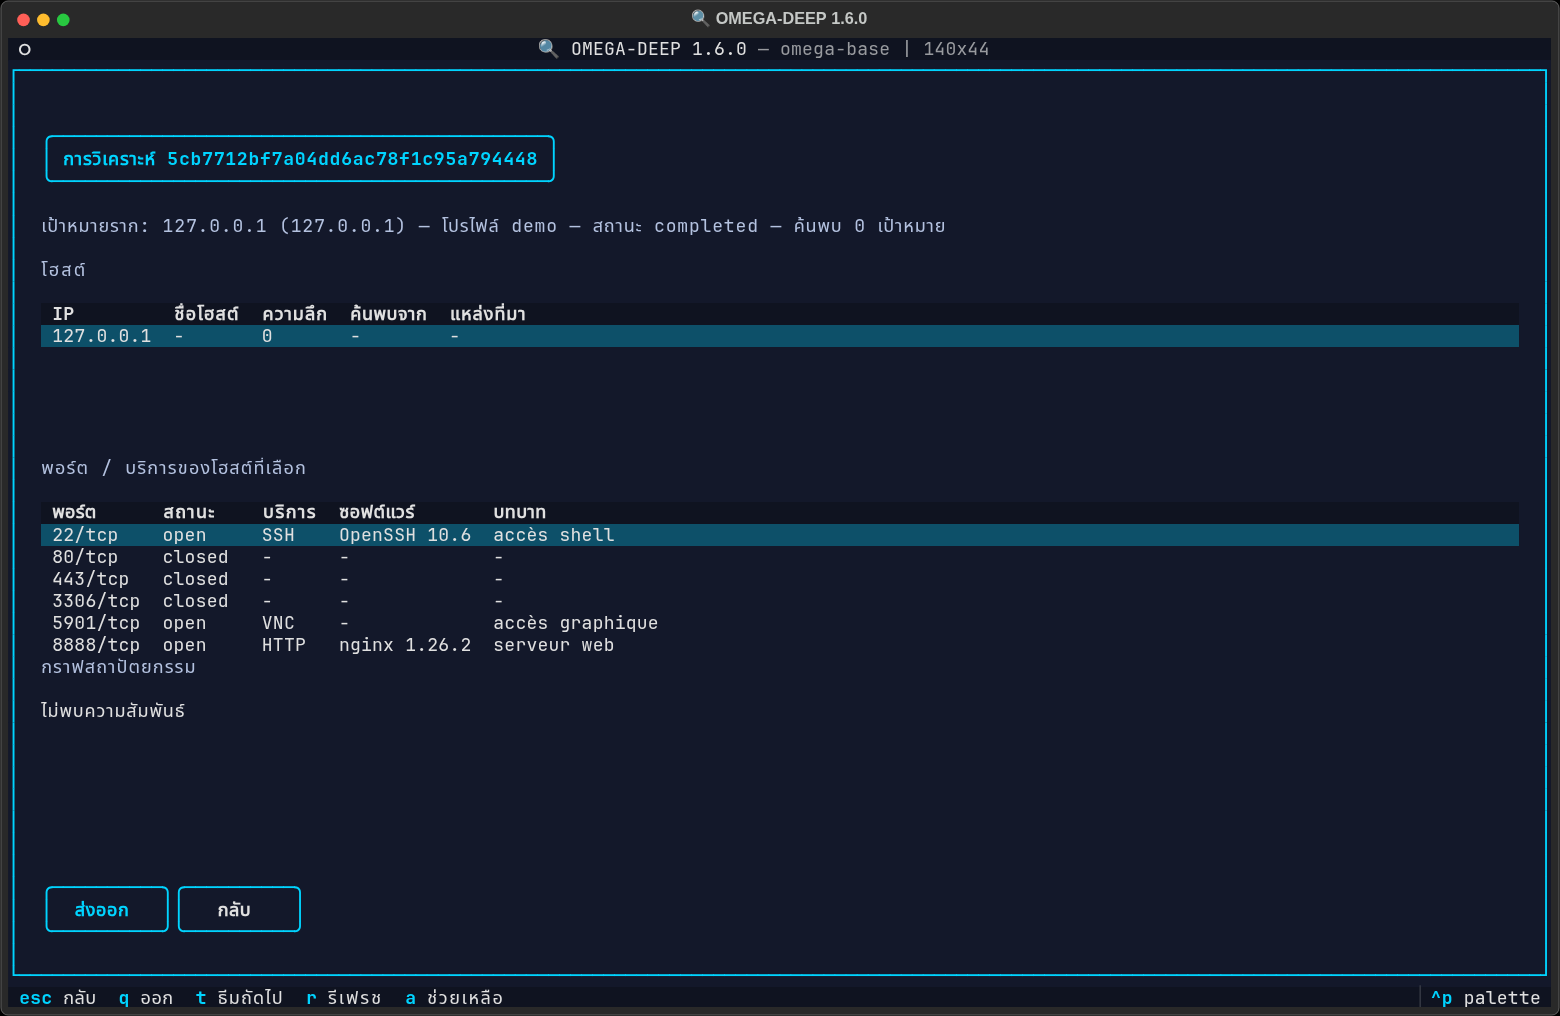 🔍 OMEGA-DEEP 1.6.0
🔍 OMEGA-DEEP 1.6.0 — omega-base | 140x44
การวิเคราะห์ 5cb7712bf7a04dd6ac78f1c95a794448
เป้าหมายราก: 127.0.0.1 (127.0.0.1) — โปรไฟล์ demo — สถานะ completed — ค้นพบ 0 เป้าหมาย
โฮสต์
IP ชื่อโฮสต์ ความลึก ค้นพบจาก แหล่งที่มา
127.0.0.1 - 0 - -
พอร์ต / บริการของโฮสต์ที่เลือก
พอร์ต สถานะ บริการ ซอฟต์แวร์ บทบาท
22/tcp open SSH OpenSSH 10.6 accès shell
80/tcp closed - - -
443/tcp closed - - -
3306/tcp closed - - -
5901/tcp open VNC - accès graphique
8888/tcp open HTTP nginx 1.26.2 serveur web
กราฟสถาปัตยกรรม
ไม่พบความสัมพันธ์
ส่งออก กลับ
esc กลับ q ออก t ธีมถัดไป r รีเฟรช a ช่วยเหลือ ^p palette